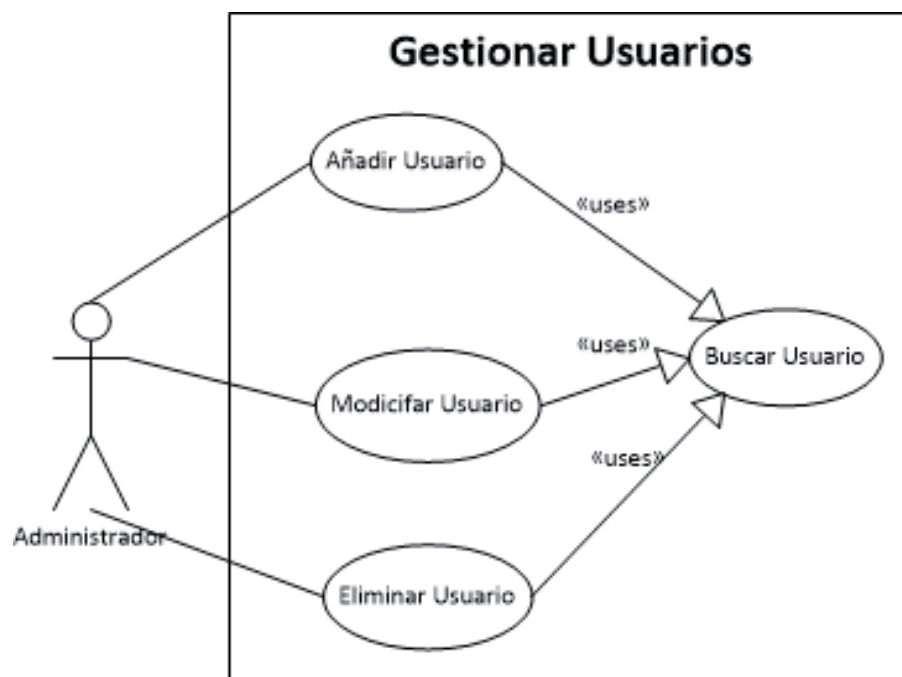 Gestionar Usuarios
Añadir Usuario
«uses»
«uses»
Buscar Usuario
Modicifar Usuario
«uses»
Administrador
Eliminar Usuario